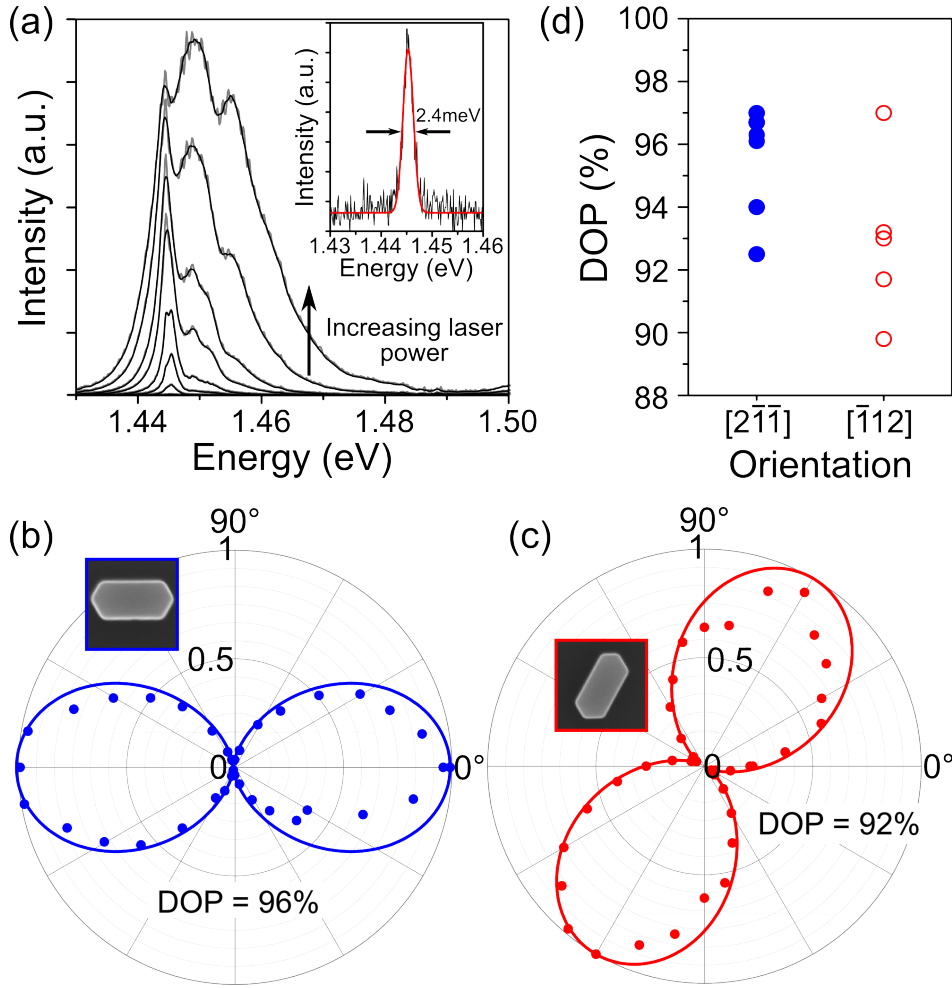 (a)
Intensity (a.u.)
Energy (eV)
1.44
1.46
1.48
1.50
Increasing laser
power
Intensity (a.u.)
2.4meV
1.43
1.44
1.45
1.46
Energy (eV)
(d)
DOP (%)
100
98
96
94
92
90
88
[21̅1̅]
[1̅12]
Orientation
(b)
90°
1
0.5
0
0°
DOP = 96%
(c)
90°
1
0.5
0
0°
DOP = 92%